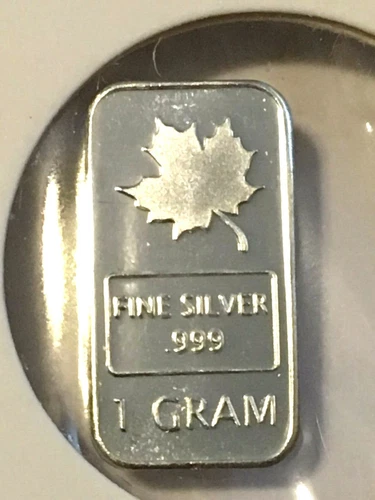 FINE SILVER
.999
1 GRAM